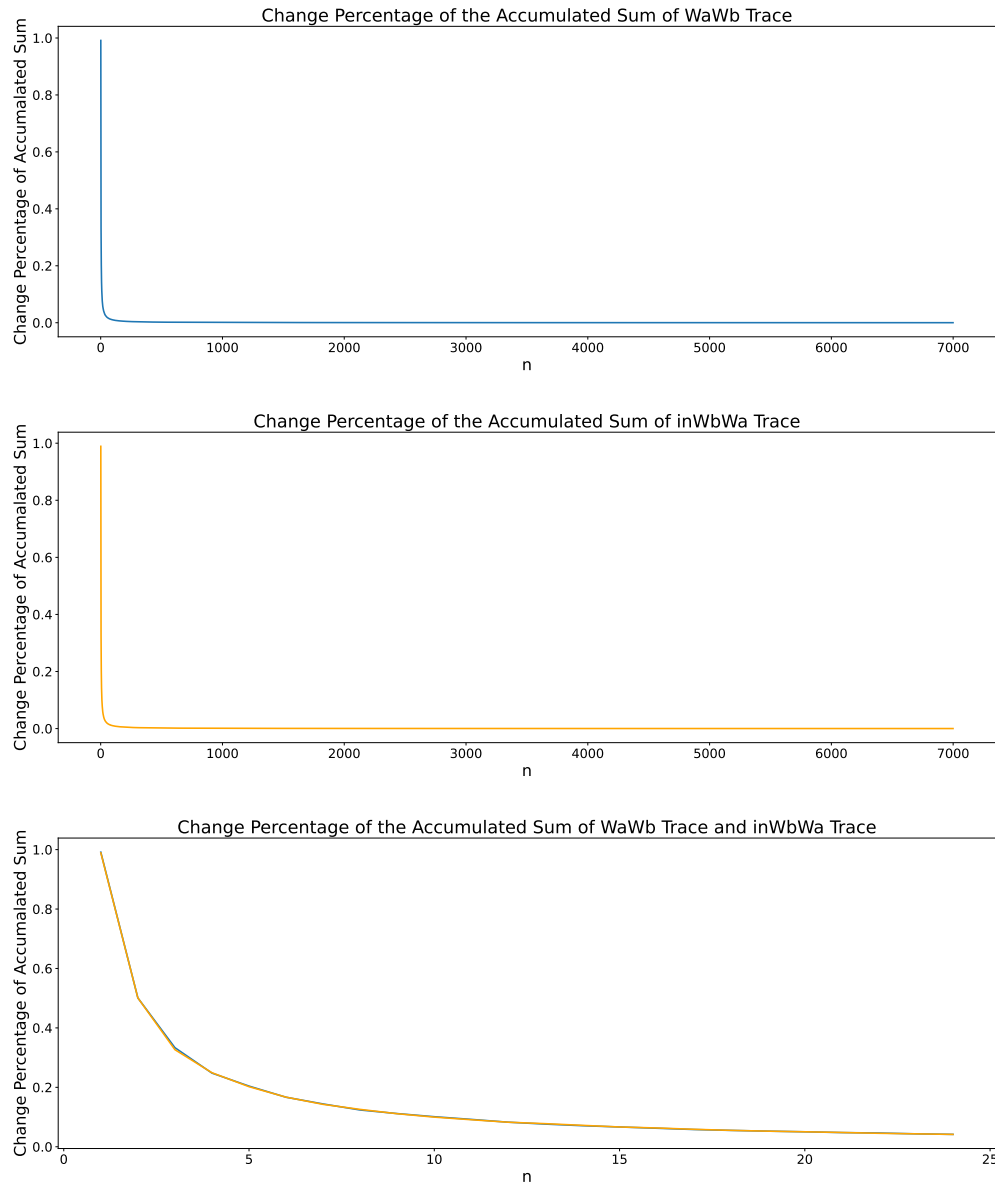 Change Percentage of the Accumulated Sum of WaWb Trace
Change Percentage of Accumalated Sum
1.0
0.8
0.6
0.4
0.2
0.0
0 1000 2000 3000 4000 5000 6000 7000
n
Change Percentage of the Accumulated Sum of inWbWa Trace
Change Percentage of Accumalated Sum
1.0
0.8
0.6
0.4
0.2
0.0
0 1000 2000 3000 4000 5000 6000 7000
n
Change Percentage of the Accumulated Sum of WaWb Trace and inWbWa Trace
Change Percentage of Accumalated Sum
1.0
0.8
0.6
0.4
0.2
0.0
0 5 10 15 20 25
n